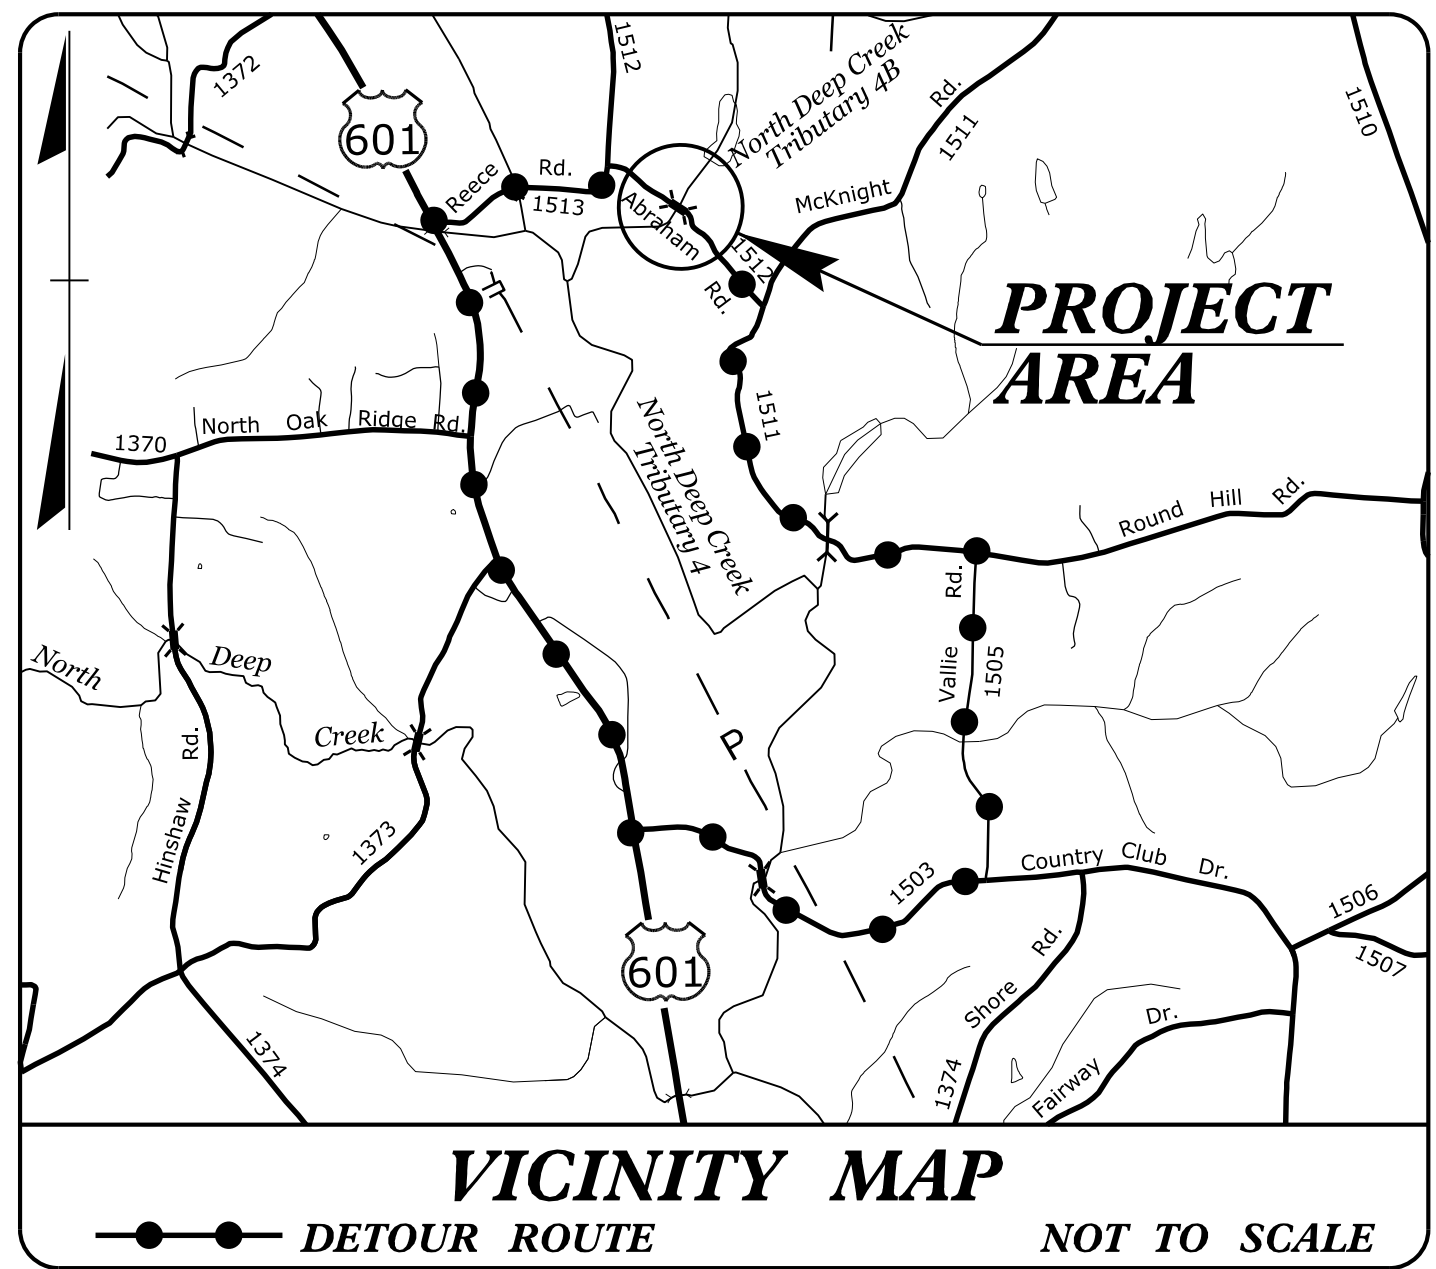 1372
601
1512
North Deep Creek
Tributary 4B
Rd.
1511
1510
Reece
Rd.
1513
Abraham
1512
Rd.
McKnight
PROJECT
AREA
1370
North Oak Ridge Rd.
North Deep Creek
Tributary 4
1511
Round Hill Rd.
North
Deep
Creek
Rd.
Vallie
1505
Rd.
Hinshaw
P
1373
1503
Country Club Dr.
1506
1507
601
Rd.
Shore
1374
Dr.
Fairway
1374
VICINITY MAP
DETOUR ROUTE
NOT TO SCALE